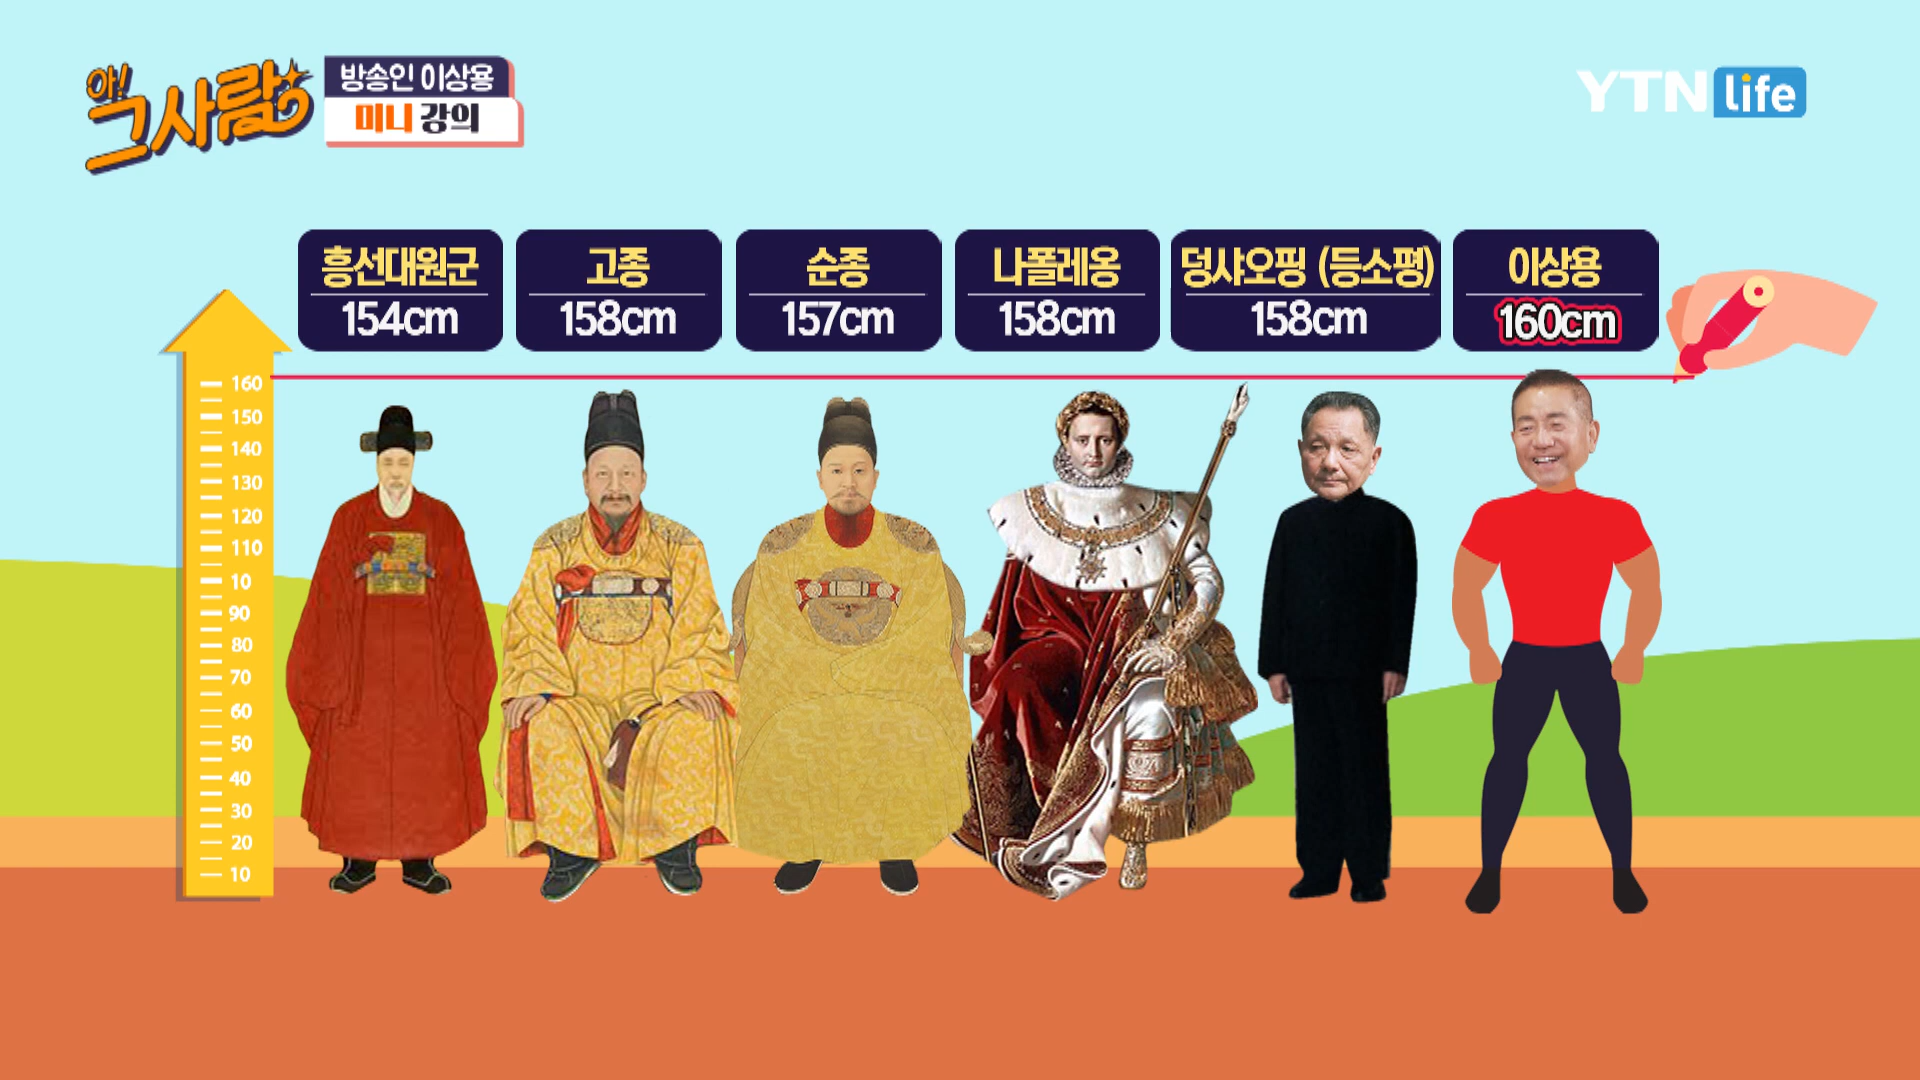 아! 그사람
방송인 이상용
미니 강의
YTN life
흥선대원군
154cm
고종
158cm
순종
157cm
나폴레옹
158cm
덩샤오핑 (등소평)
158cm
이상용
160cm
160
150
140
130
120
110
10
90
80
70
60
50
40
30
20
10